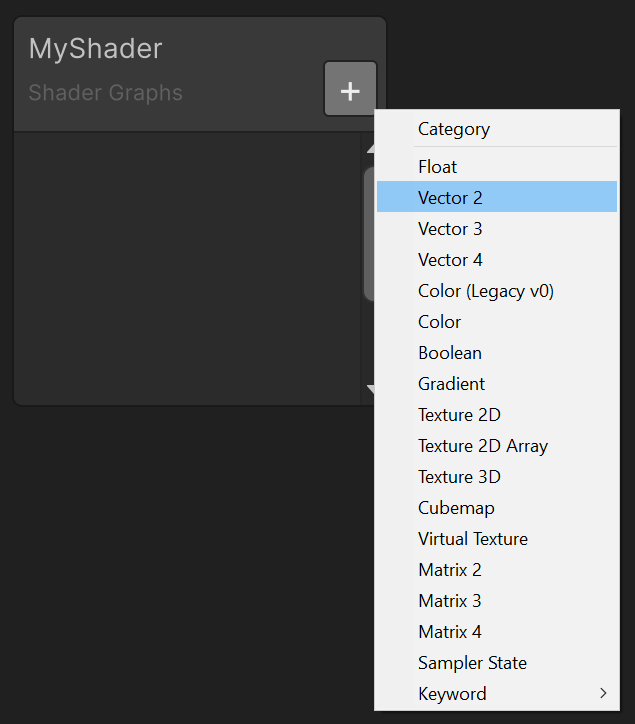 MyShader
Shader Graphs
+
Category
Float
Vector 2
Vector 3
Vector 4
Color (Legacy v0)
Color
Boolean
Gradient
Texture 2D
Texture 2D Array
Texture 3D
Cubemap
Virtual Texture
Matrix 2
Matrix 3
Matrix 4
Sampler State
Keyword